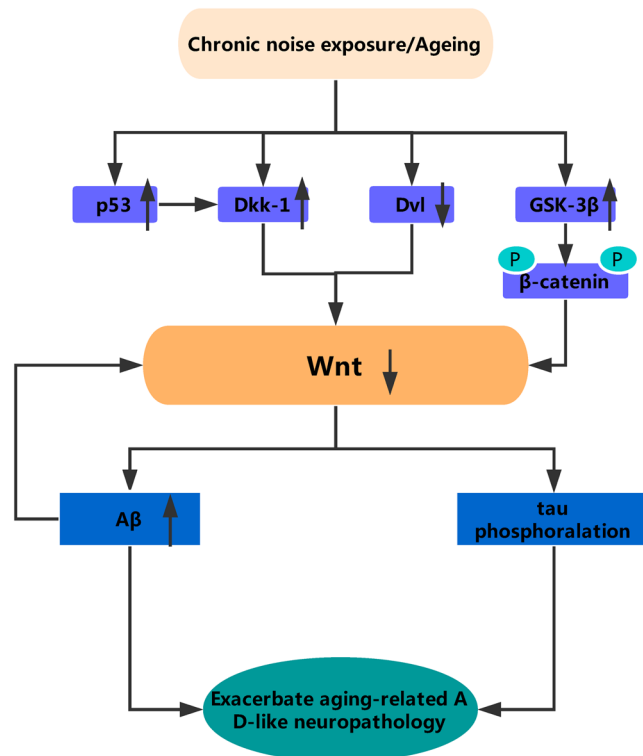 Chronic noise exposure/Ageing
p53
Dkk-1
Dvl
GSK-3β
P
P
β-catenin
Wnt
Aβ
tau
phosphoralation
Exacerbate aging-related A
D-like neuropathology